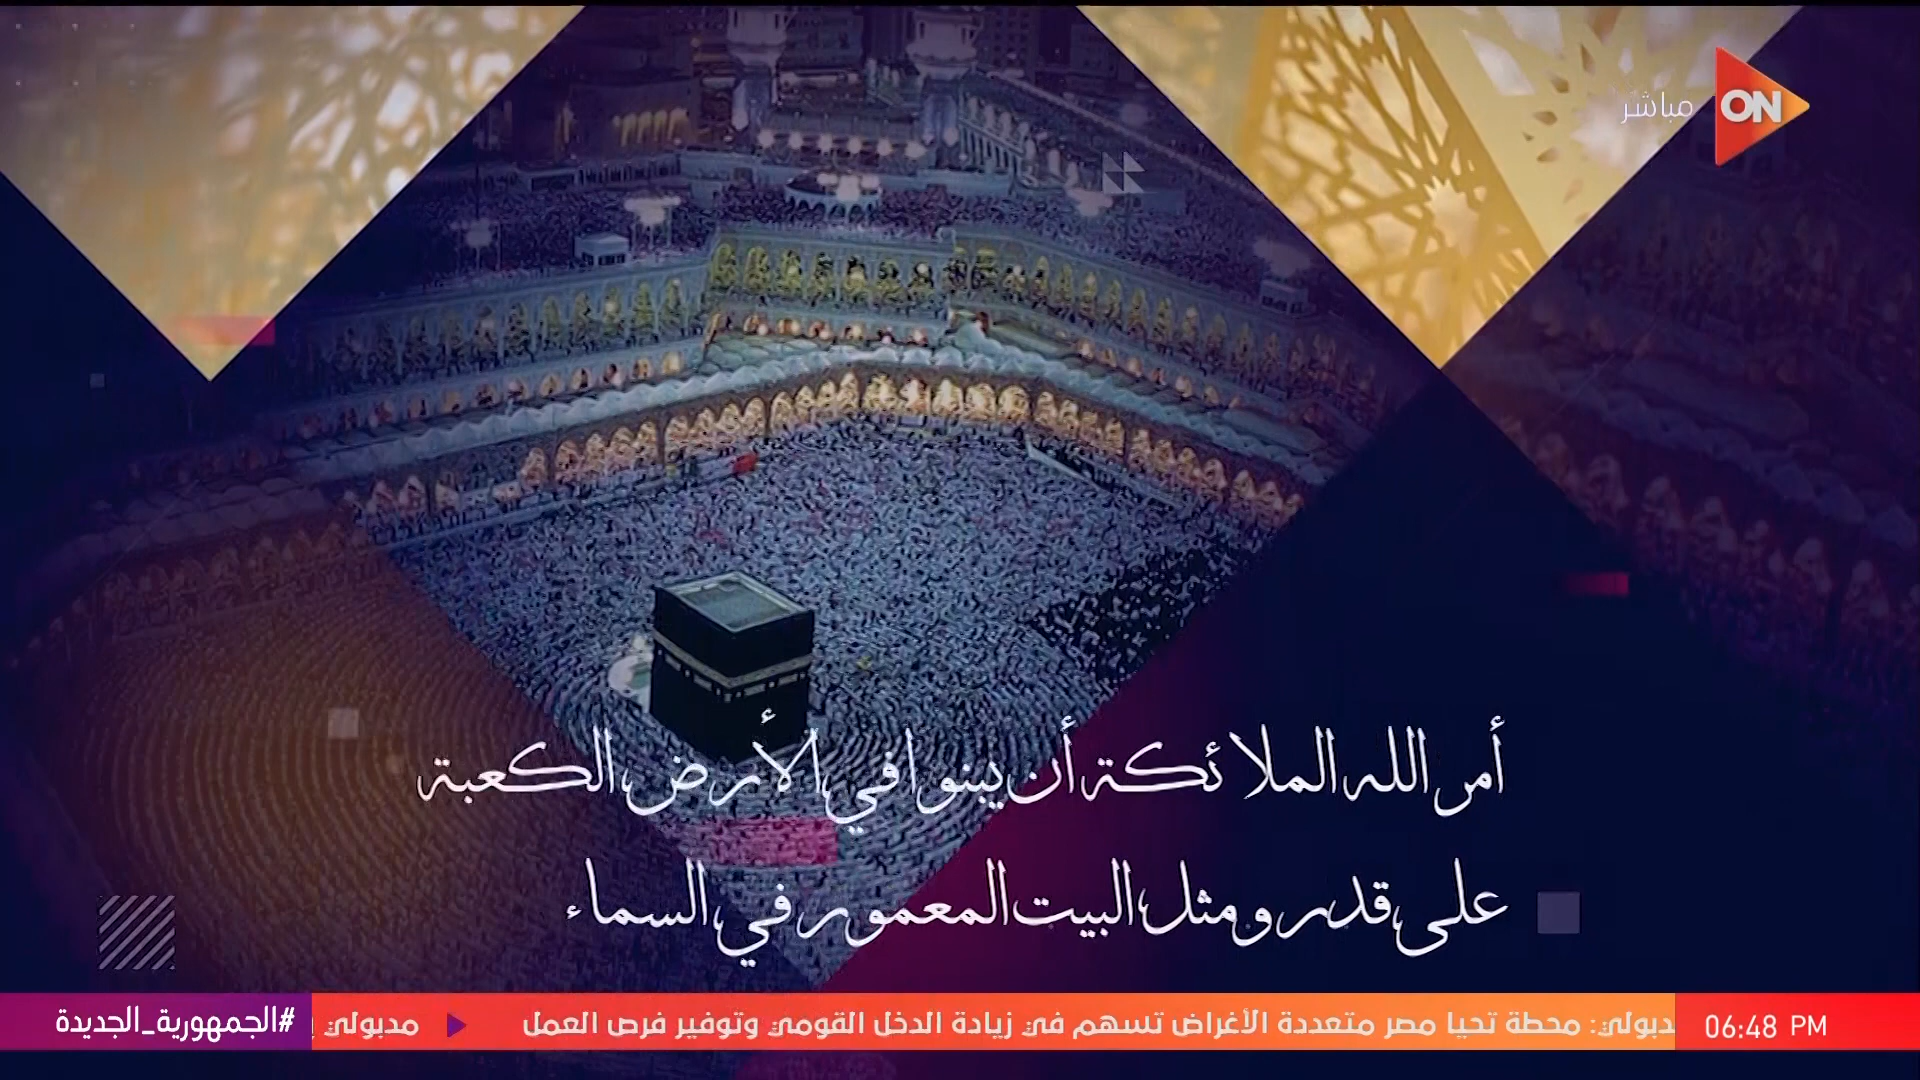 مباشر ON
أمر الله الملائكة أن يبنوا في الأرض الكعبة
على قدر ومثل البيت المعمور في السماء
06:48 PM
دبولي: محطة تحيا مصر متعددة الأغراض تسهم في زيادة الدخل القومي وتوفير فرص العمل
مدبولي
#الجمهورية_الجديدة